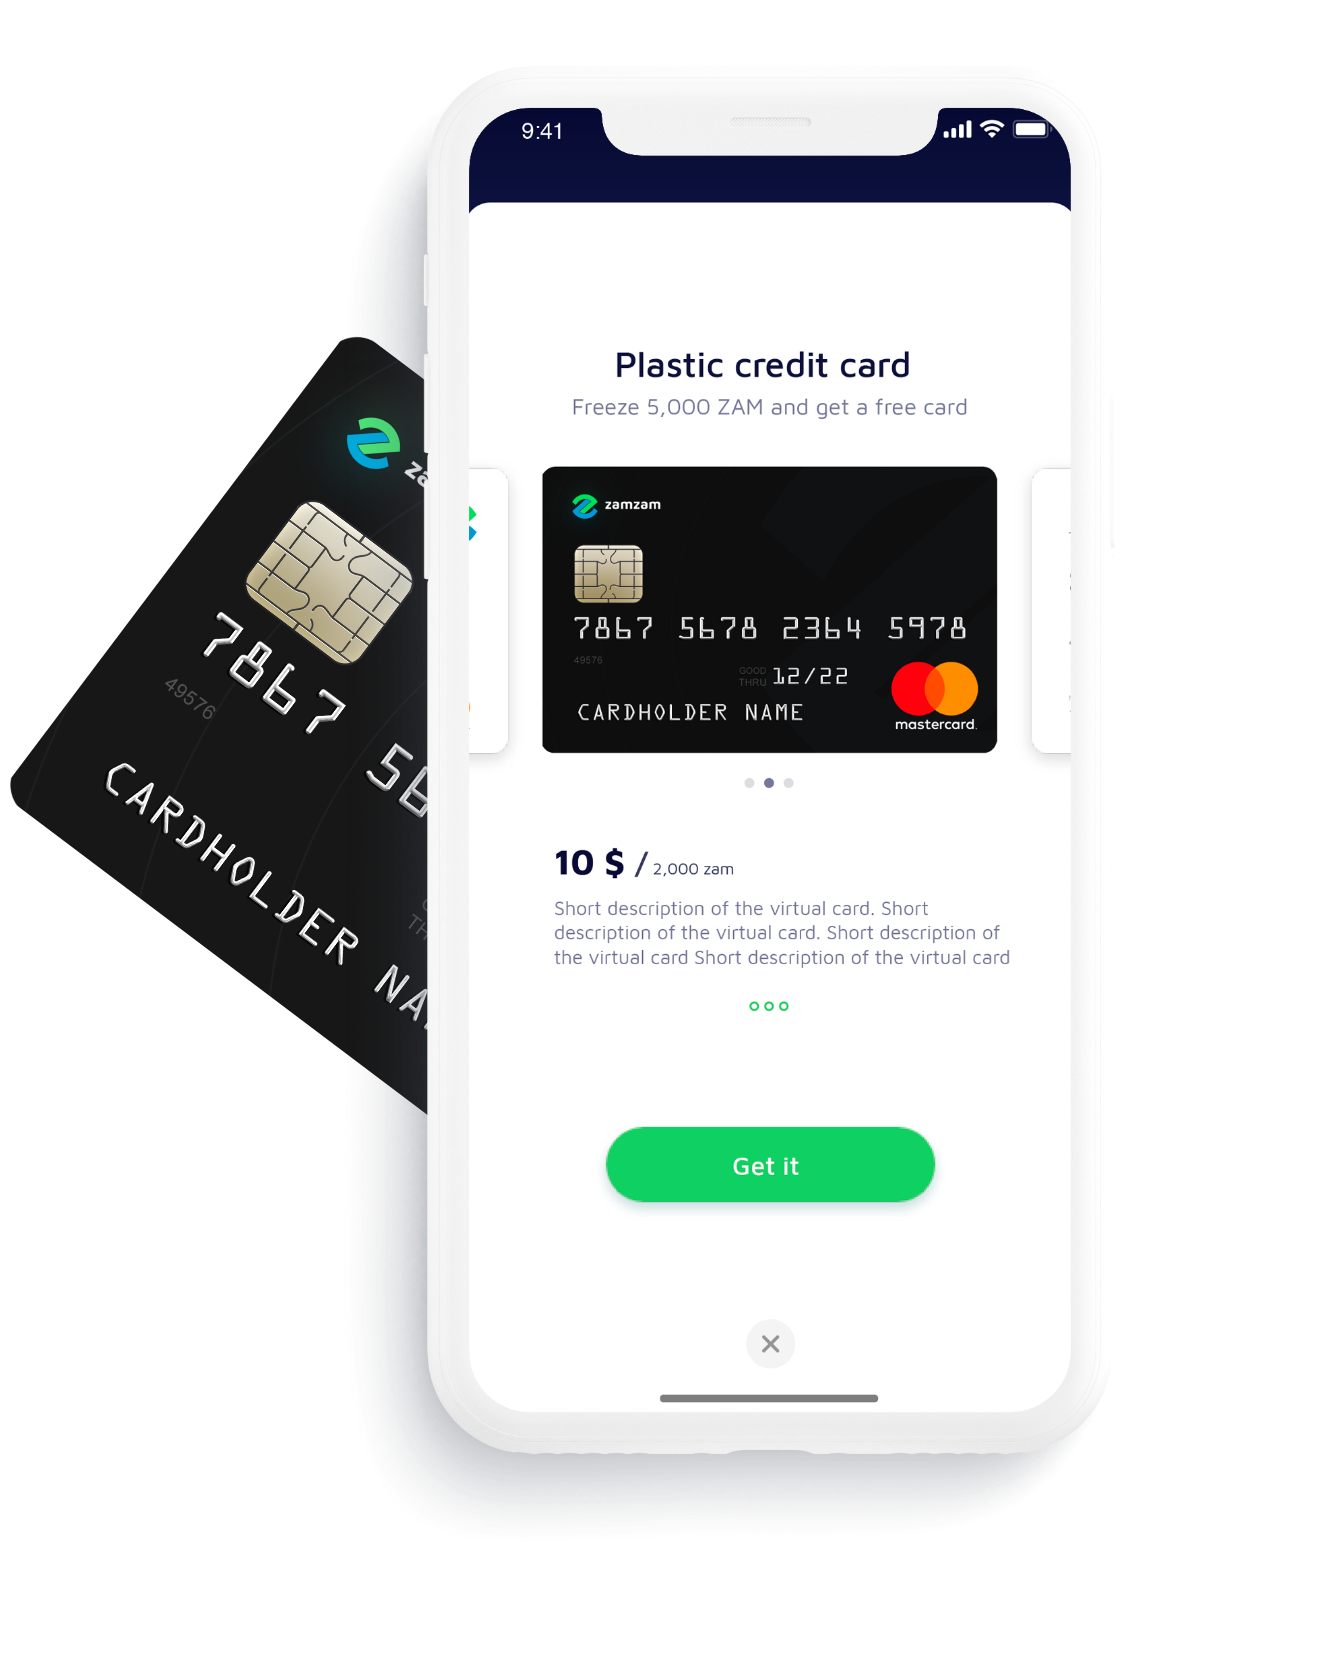 9:41
Plastic credit card
Freeze 5,000 ZAM and get a free card
zamzam
7867 5678 2364 5978
49576
GOOD
THRU 12/22
CARDHOLDER NAME
mastercard.
10 $ / 2,000 zam
Short description of the virtual card. Short
description of the virtual card. Short description of
the virtual card Short description of the virtual card
Get it
za
7867 56
49576
CARDHOLDER NA
TH